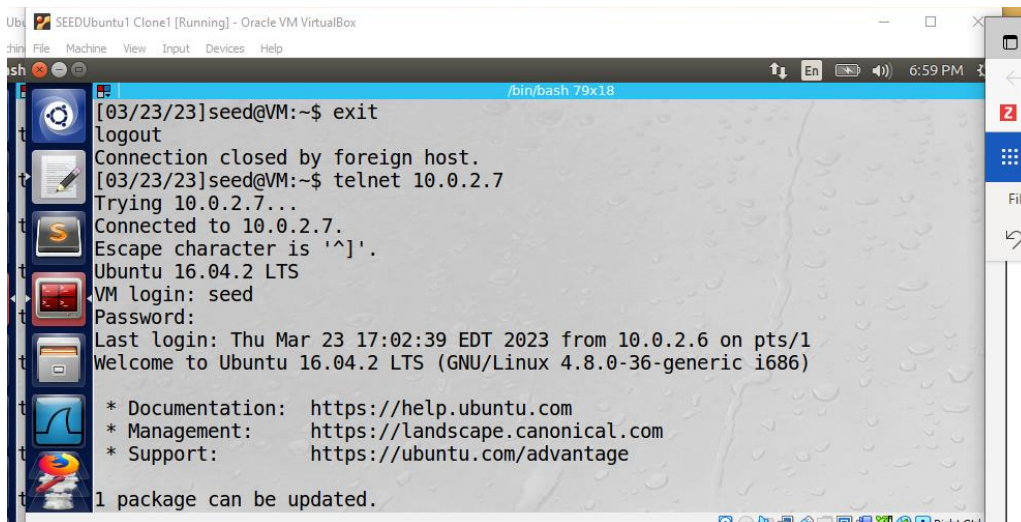 SEEDUbuntu1 Clone1 [Running] - Oracle VM VirtualBox
File Machine View Input Devices Help
En 6:59 PM
/bin/bash 79x18
[03/23/23]seed@VM:~$ exit
logout
Connection closed by foreign host.
[03/23/23]seed@VM:~$ telnet 10.0.2.7
Trying 10.0.2.7...
Connected to 10.0.2.7.
Escape character is '^]'.
Ubuntu 16.04.2 LTS
VM login: seed
Password:
Last login: Thu Mar 23 17:02:39 EDT 2023 from 10.0.2.6 on pts/1
Welcome to Ubuntu 16.04.2 LTS (GNU/Linux 4.8.0-36-generic i686)
* Documentation: https://help.ubuntu.com
* Management: https://landscape.canonical.com
* Support: https://ubuntu.com/advantage
1 package can be updated.